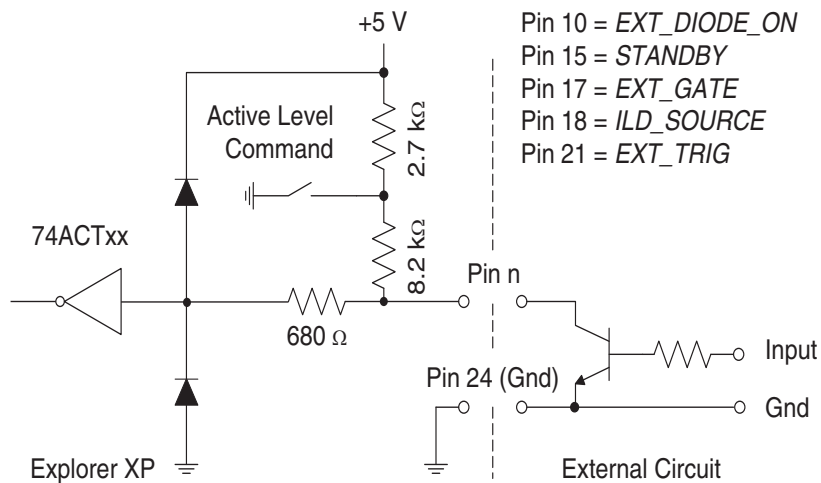 +5 V
Pin 10 = EXT_DIODE_ON
Pin 15 = STANDBY
Pin 17 = EXT_GATE
Pin 18 = ILD_SOURCE
Pin 21 = EXT_TRIG
Active Level
Command
2.7 kΩ
8.2 kΩ
74ACTxx
Pin n
680 Ω
Input
Pin 24 (Gnd)
Gnd
Explorer XP
External Circuit